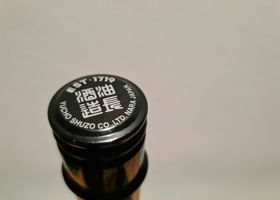 EST·1719
油長
酒造
YUCHO SHUZO CO.,LTD. NARA JAPAN